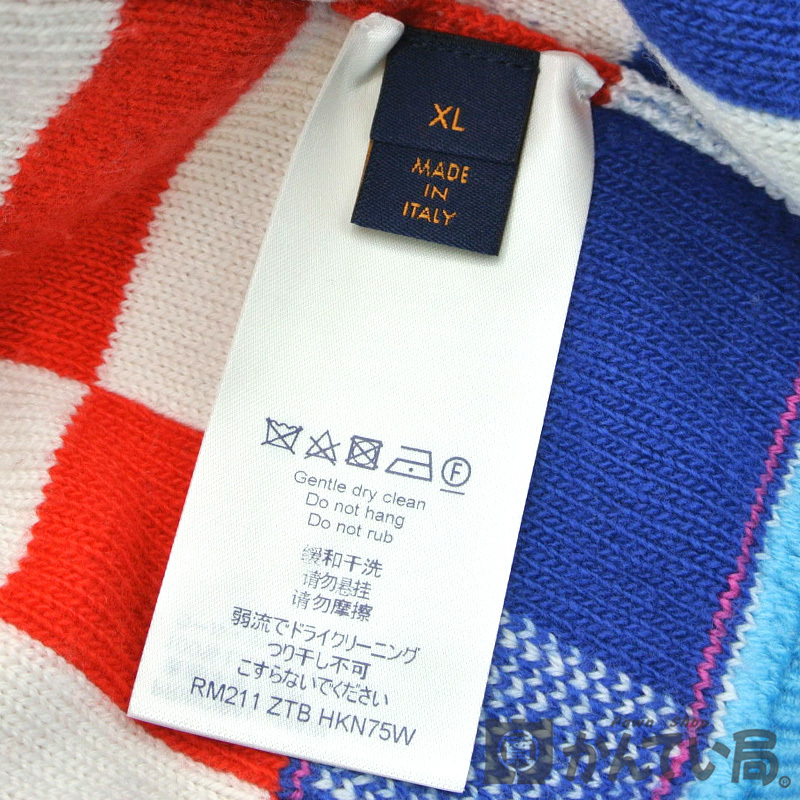 XL
MADE
IN
ITALY
F
Gentle dry clean
Do not hang
Do not rub
缓和干洗
请勿悬挂
请勿摩擦
弱流でドライクリーニング
つり干し不可
こすらないでください
RM211 ZTB HKN75W
Pawn Shop
かんてい局